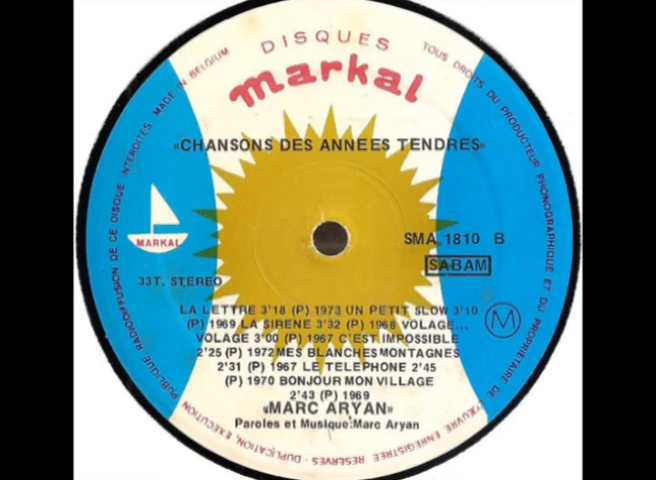 DISQUES
markal
«CHANSONS DES ANNEES TENDRES»
MARKAL
SMA 1810 B
SABAM
33T. STEREO
LA LETTRE 3'18 (P) 1973 UN PETIT SLOW 3'10
(P) 1969 LA SIRENE 3'32 (P) 1968 VOLAGE...
VOLAGE 3'00 (P) 1967 C'EST IMPOSSIBLE
2'25 (P) 1972 MES BLANCHES MONTAGNES
2'31 (P) 1967 LE TELEPHONE 2'45
(P) 1970 BONJOUR MON VILLAGE
2'43 (P) 1969
M
«MARC ARYAN»
Paroles et Musique: Marc Aryan
TOUS DROITS DU PRODUCTEUR PHONOGRAPHIQUE ET DU PROPRIETAIRE DE L'OEUVRE ENREGISTREE RESERVES - DUPLICATION, EXECUTION PUBLIQUE, RADIODIFFUSION DE CE DISQUE INTERDITES MADE IN BELGIUM